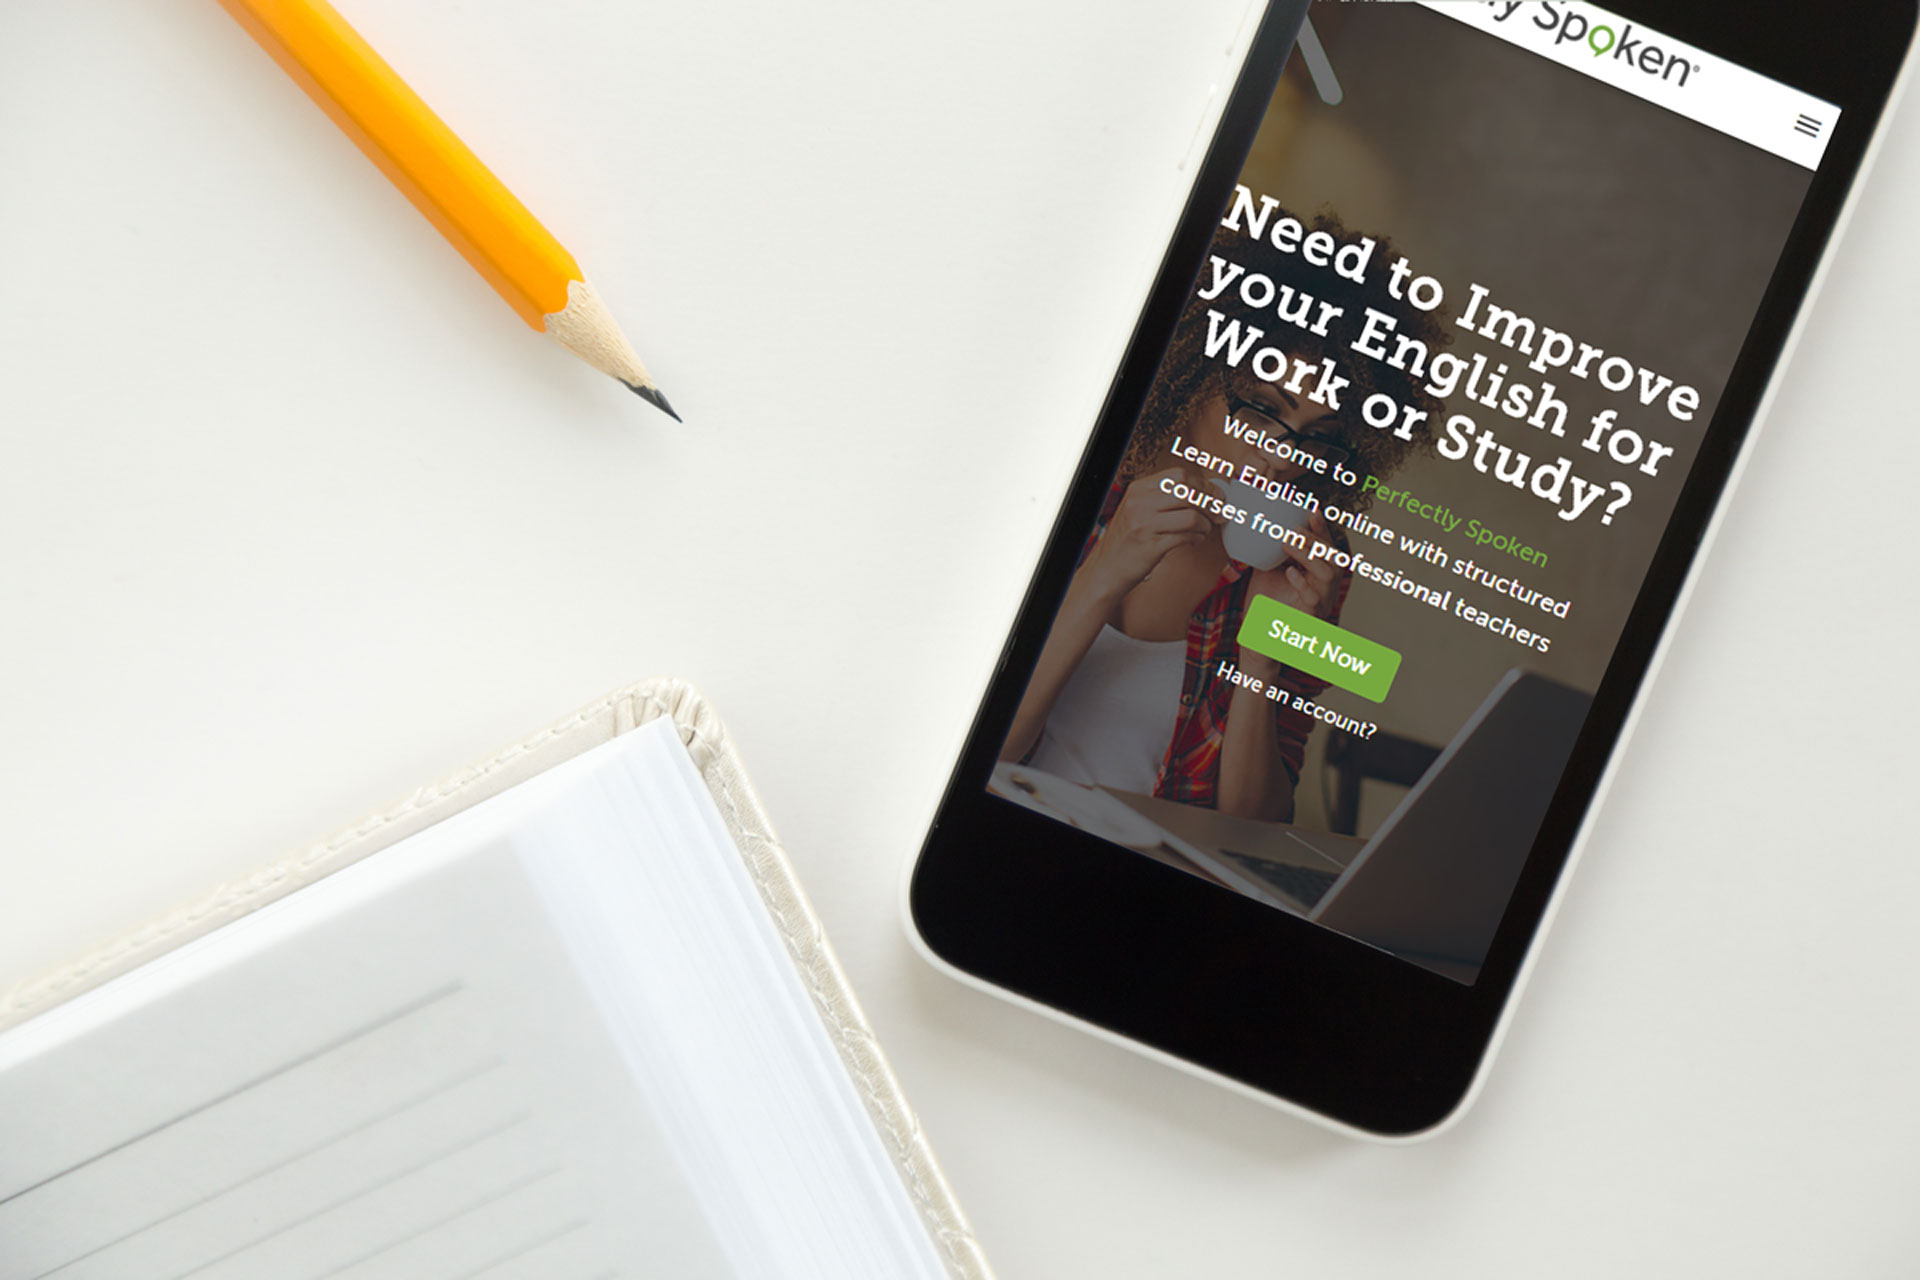 Spoken
Need to Improve
your English for
Work or Study?
Welcome to Perfectly Spoken
Learn English online with structured
courses from professional teachers
Start Now
Have an account?